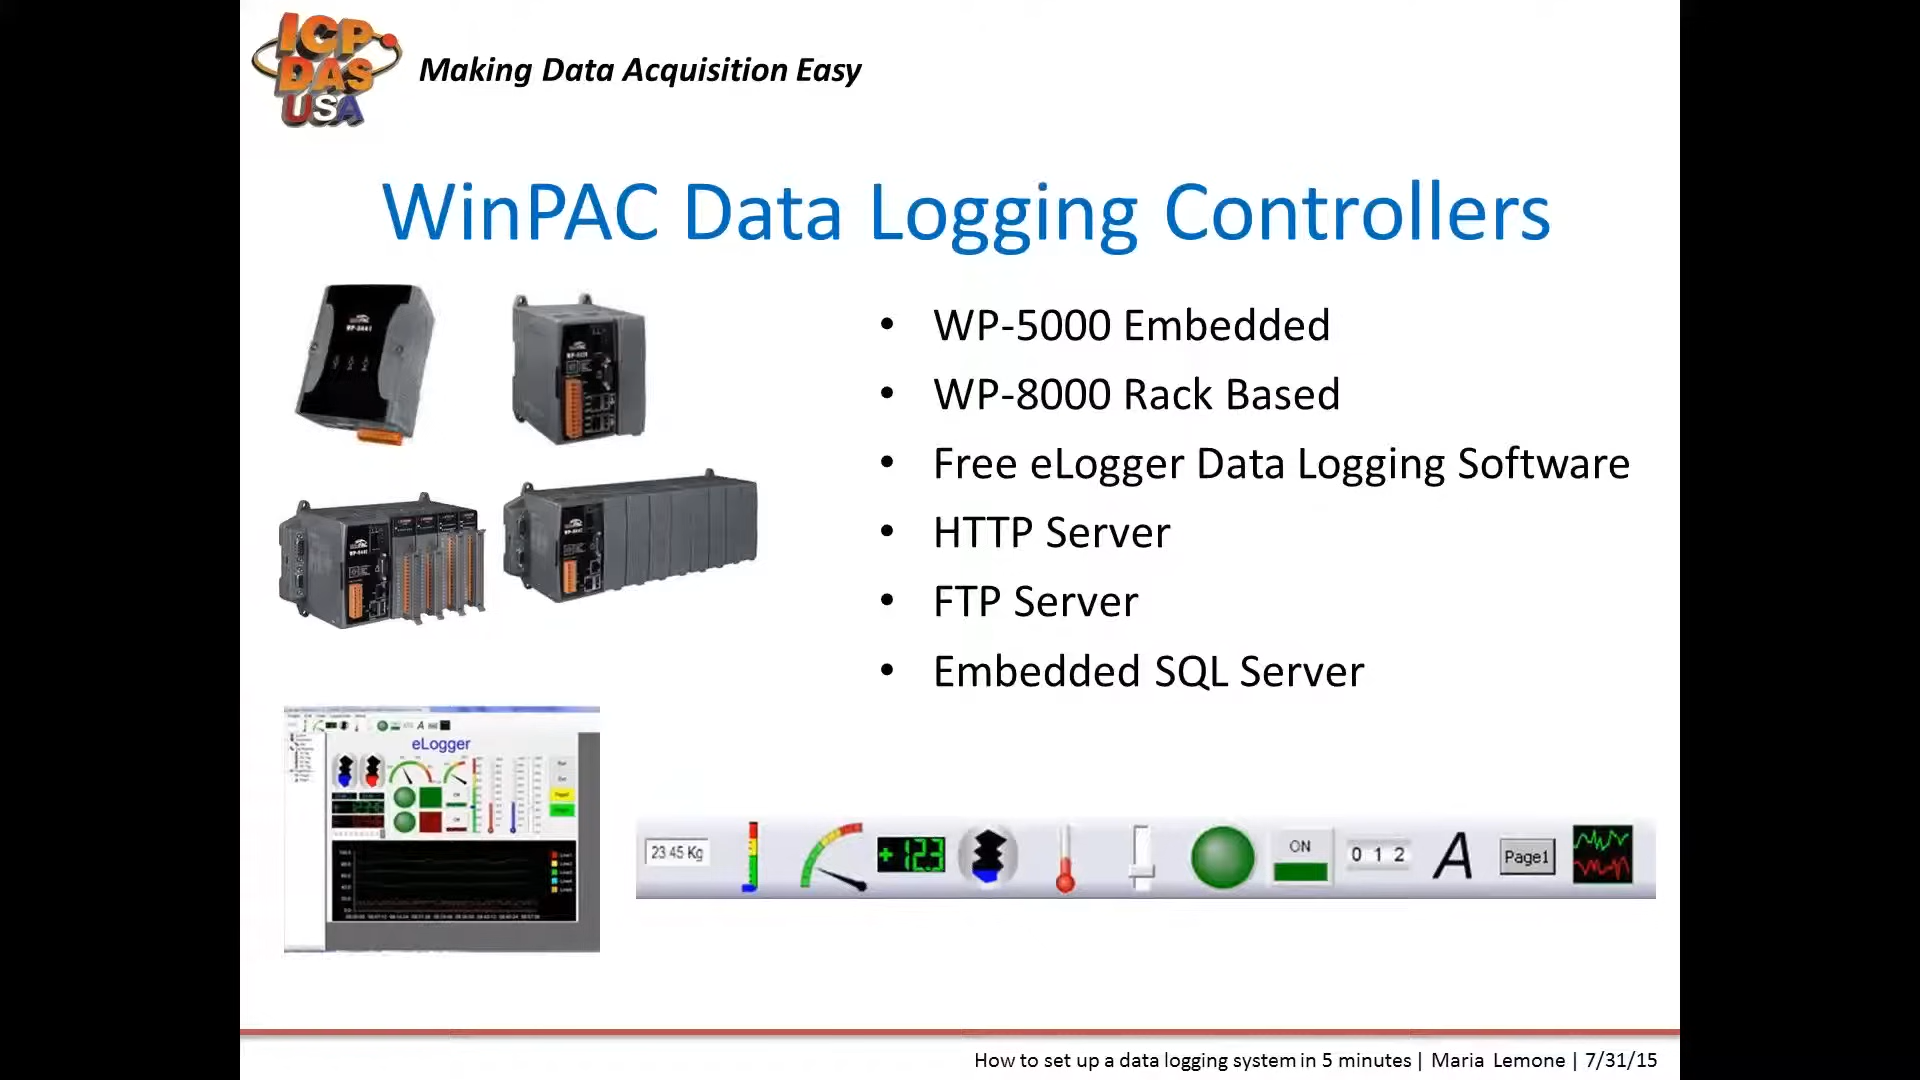 ICP
DAS
USA
Making Data Acquisition Easy
WinPAC Data Logging Controllers
• WP-5000 Embedded
• WP-8000 Rack Based
• Free eLogger Data Logging Software
• HTTP Server
• FTP Server
• Embedded SQL Server
eLogger
23.45 Kg
+123
ON
0 1 2
A
Page1
How to set up a data logging system in 5 minutes | Maria Lemone | 7/31/15